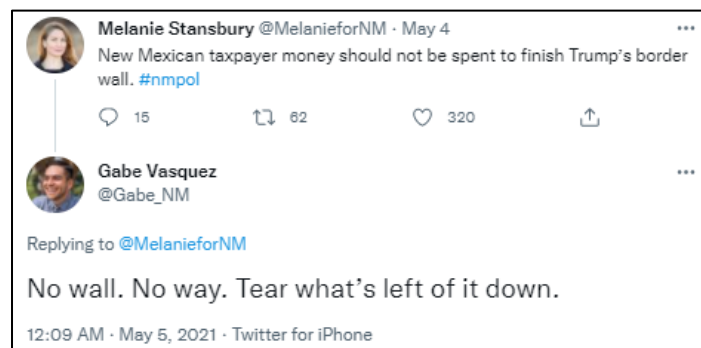 Melanie Stansbury @MelanieforNM · May 4
New Mexican taxpayer money should not be spent to finish Trump's border
wall. #nmpol
15 62 320
Gabe Vasquez
@Gabe_NM
Replying to @MelanieforNM
No wall. No way. Tear what's left of it down.
12:09 AM · May 5, 2021 · Twitter for iPhone